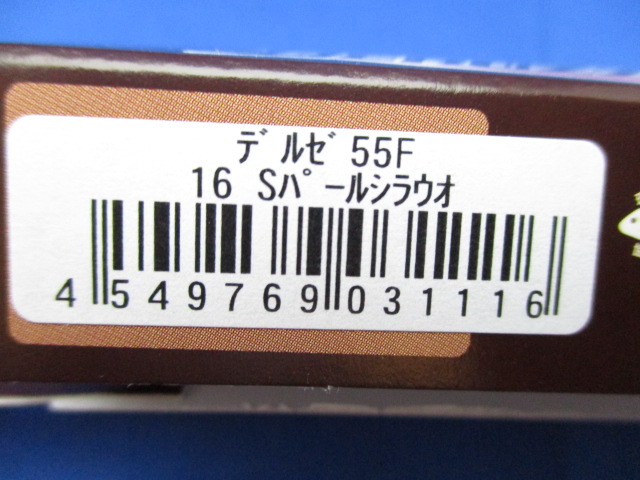 ﾃﾞﾙｾﾞ 55F
16 Sﾊﾟｰﾙｼﾗｳｵ
4 549769 031116